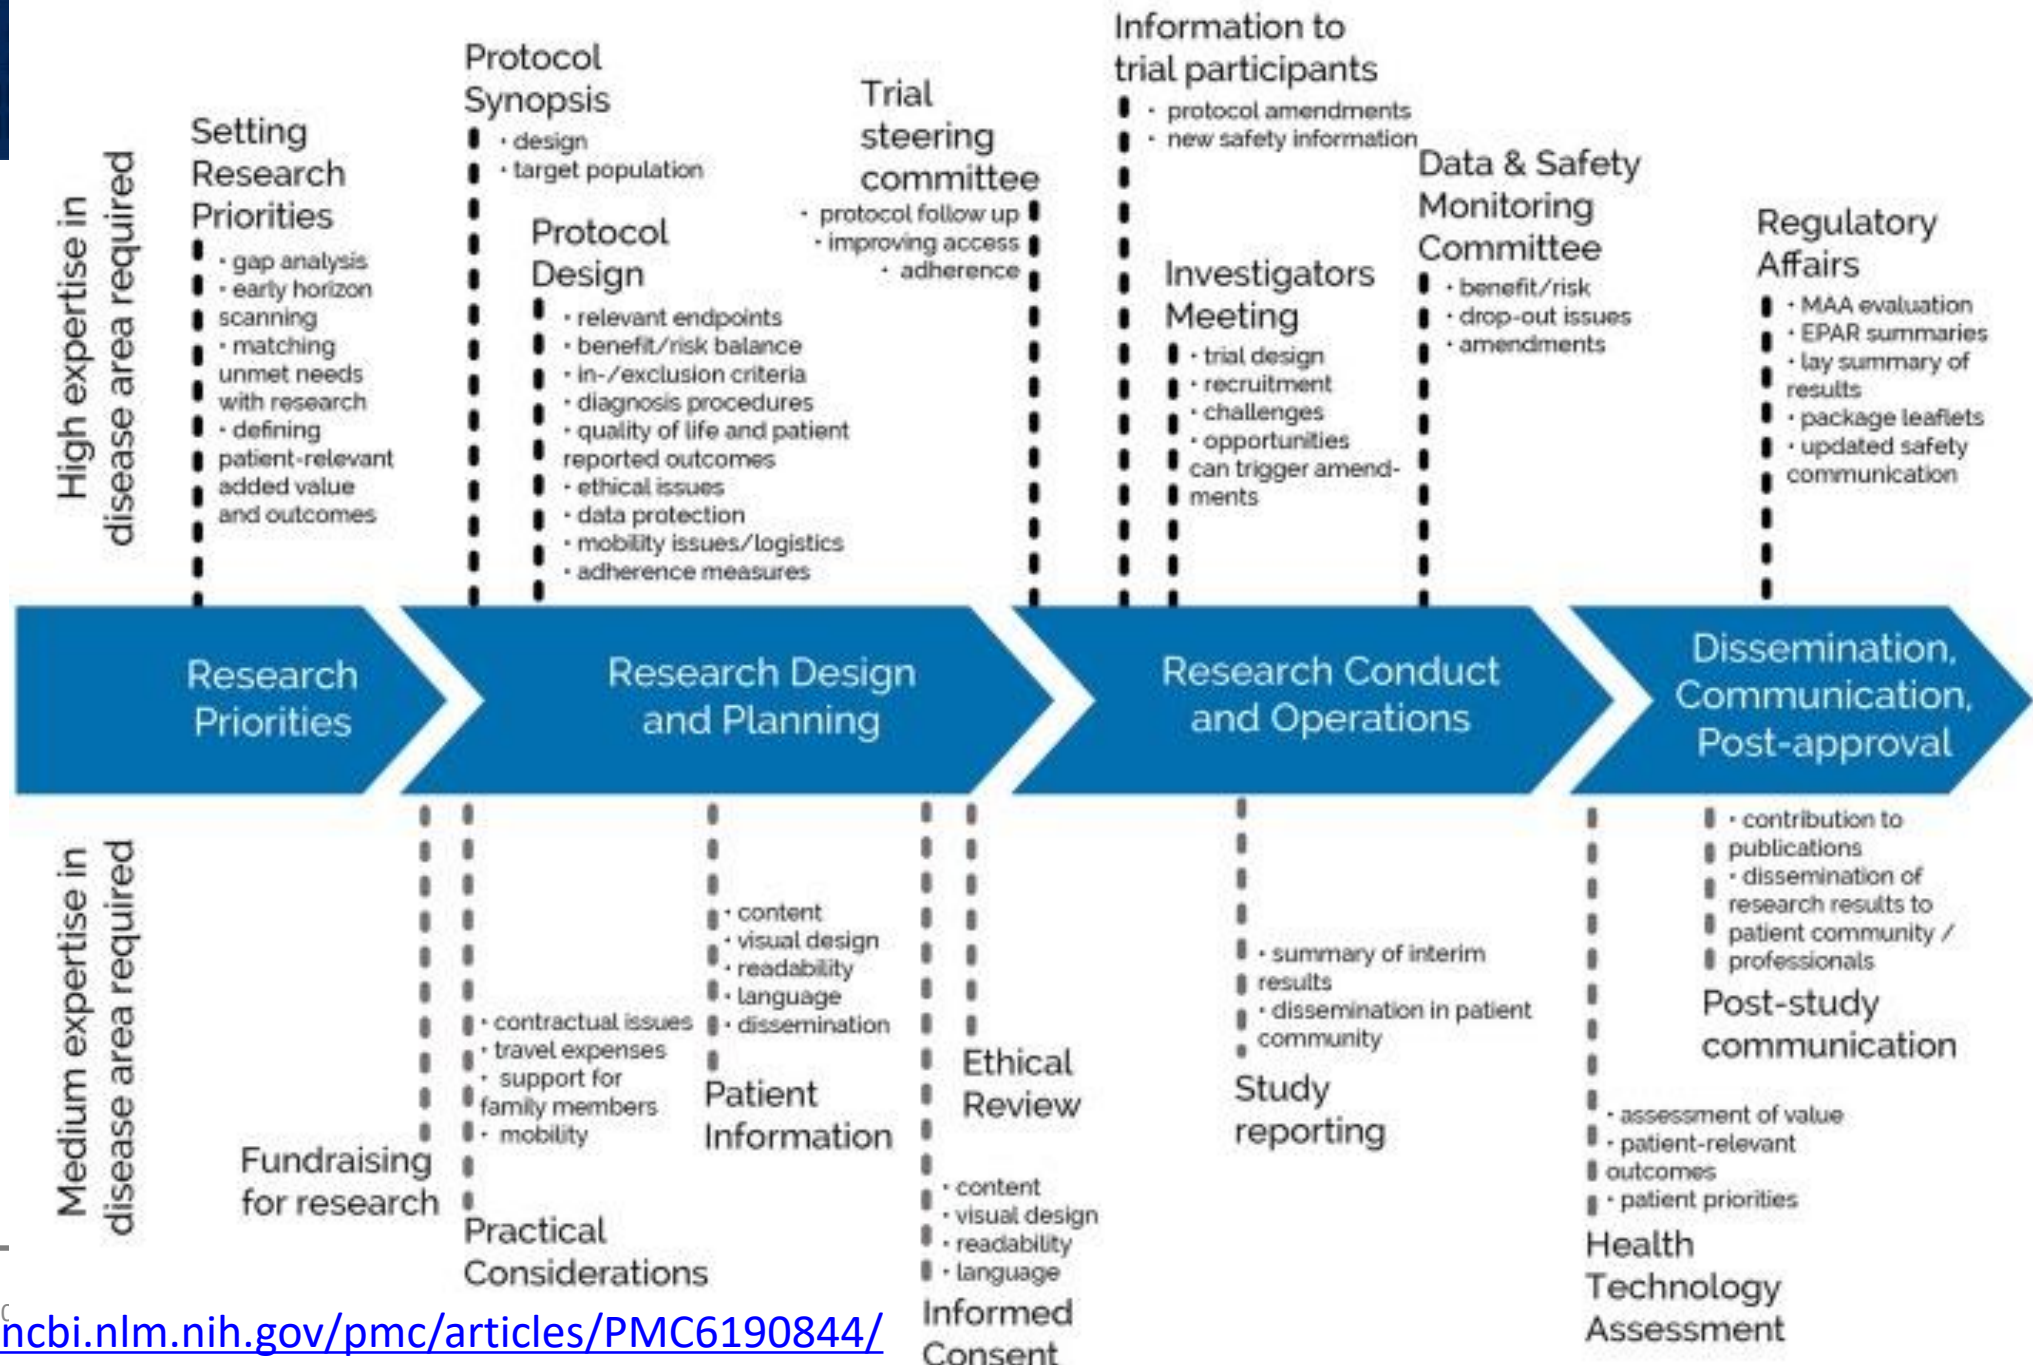 High expertise in
disease area required
Setting
Research
Priorities
· gap analysis
· early horizon
scanning
· matching
unmet needs
with research
· defining
patient-relevant
added value
and outcomes
Protocol
Synopsis
· design
· target population
Protocol
Design
· relevant endpoints
· benefit/risk balance
· in-/exclusion criteria
· diagnosis procedures
· quality of life and patient
reported outcomes
· ethical issues
· data protection
· mobility issues/logistics
· adherence measures
Trial
steering
committee
· protocol follow up
· improving access
· adherence
Information to
trial participants
· protocol amendments
· new safety information
Investigators
Meeting
· trial design
· recruitment
· challenges
· opportunities
can trigger amend-
ments
Data & Safety
Monitoring
Committee
· benefit/risk
· drop-out issues
· amendments
Regulatory
Affairs
· MAA evaluation
· EPAR summaries
· lay summary of
results
· package leaflets
· updated safety
communication
Research
Priorities
Research Design
and Planning
Research Conduct
and Operations
Dissemination,
Communication,
Post-approval
Medium expertise in
disease area required
Fundraising
for research
· contractual issues
· travel expenses
· support for
family members
· mobility
Practical
Considerations
· content
· visual design
· readability
· language
· dissemination
Patient
Information
Ethical
Review
· content
· visual design
· readability
· language
Informed
Consent
· summary of interim
results
· dissemination in patient
community
Study
reporting
· contribution to
publications
· dissemination of
research results to
patient community /
professionals
Post-study
communication
· assessment of value
· patient-relevant
outcomes
· patient priorities
Health
Technology
Assessment
ncbi.nlm.nih.gov/pmc/articles/PMC6190844/